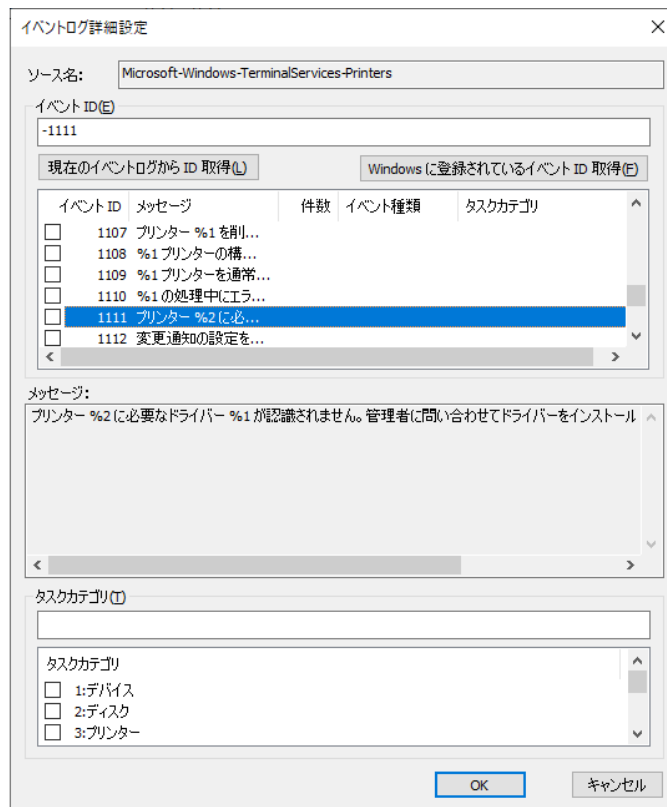 イベントログ詳細設定
ソース名: Microsoft-Windows-TerminalServices-Printers
イベント ID(E)
-1111
現在のイベントログから ID 取得(L) Windows に登録されているイベント ID 取得(F)
イベント ID メッセージ 件数 イベント種類 タスクカテゴリ
1107 プリンター %1 を削...
1108 %1 プリンターの構...
1109 %1 プリンターを通常...
1110 %1 の処理中にエラ...
1111 プリンター %2 に必...
1112 変更通知の設定を...
メッセージ:
プリンター %2 に必要なドライバー %1 が認識されません。管理者に問い合わせてドライバーをインストール
タスクカテゴリ(T)
タスクカテゴリ
1:デバイス
2:ディスク
3:プリンター
OK キャンセル